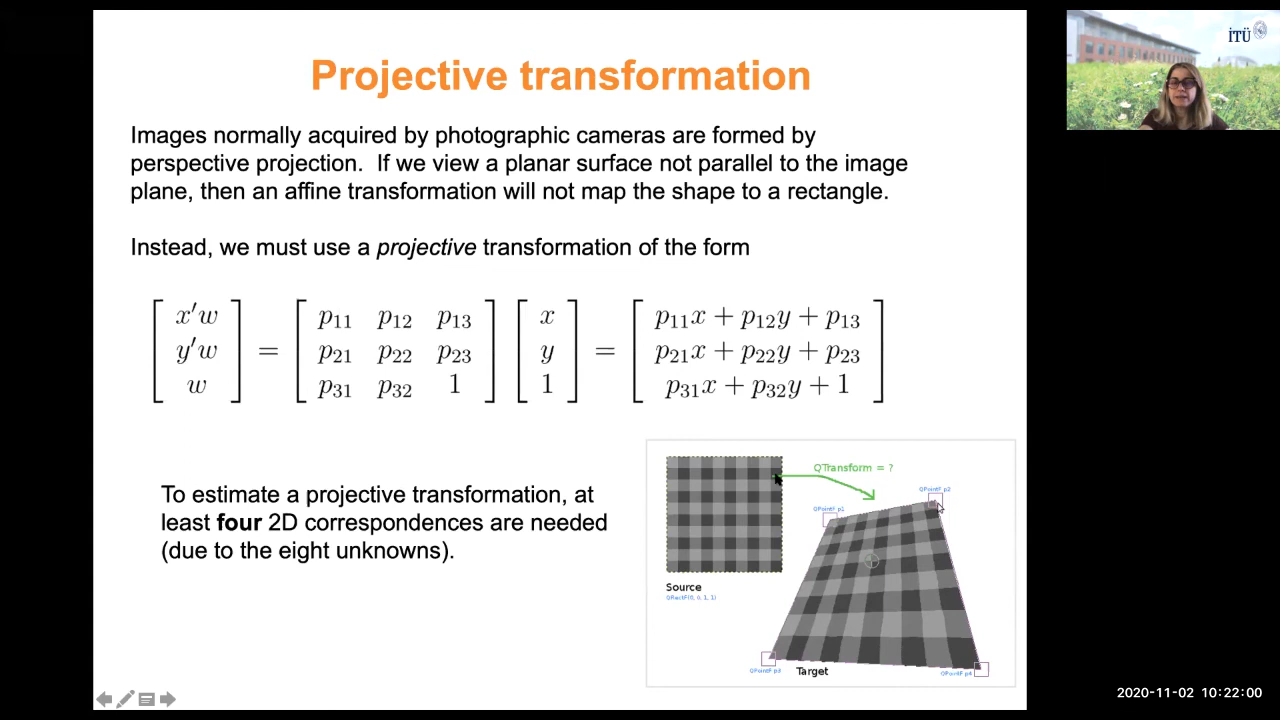 Projective transformation
İTÜ
Images normally acquired by photographic cameras are formed by
perspective projection. If we view a planar surface not parallel to the image
plane, then an affine transformation will not map the shape to a rectangle.
Instead, we must use a projective transformation of the form
[x′w y′w w] = [p11 p12 p13 p21 p22 p23 p31 p32 1] [x y 1] = [p11x + p12y + p13 p21x + p22y + p23 p31x + p32y + 1]
To estimate a projective transformation, at
least four 2D correspondences are needed
(due to the eight unknowns).
QTransform = ?
QPointF p2
QPointF p1
Source
QRectF(0, 0, 1, 1)
QPointF p3
Target
QPointF p4
2020-11-02 10:22:00